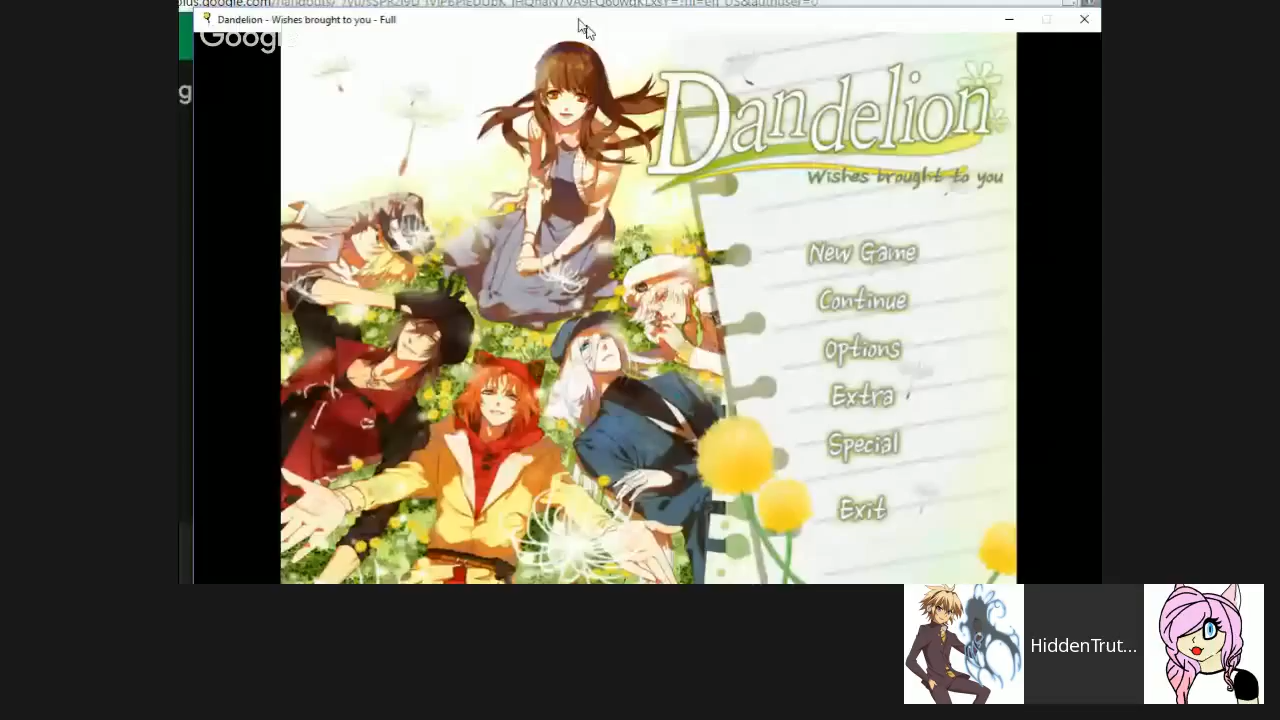 Dandelion - Wishes brought to you - Full
Google
g
Dandelion
Wishes brought to you
New Game
Continue
Options
Extra
Special
Exit
HiddenTrut...